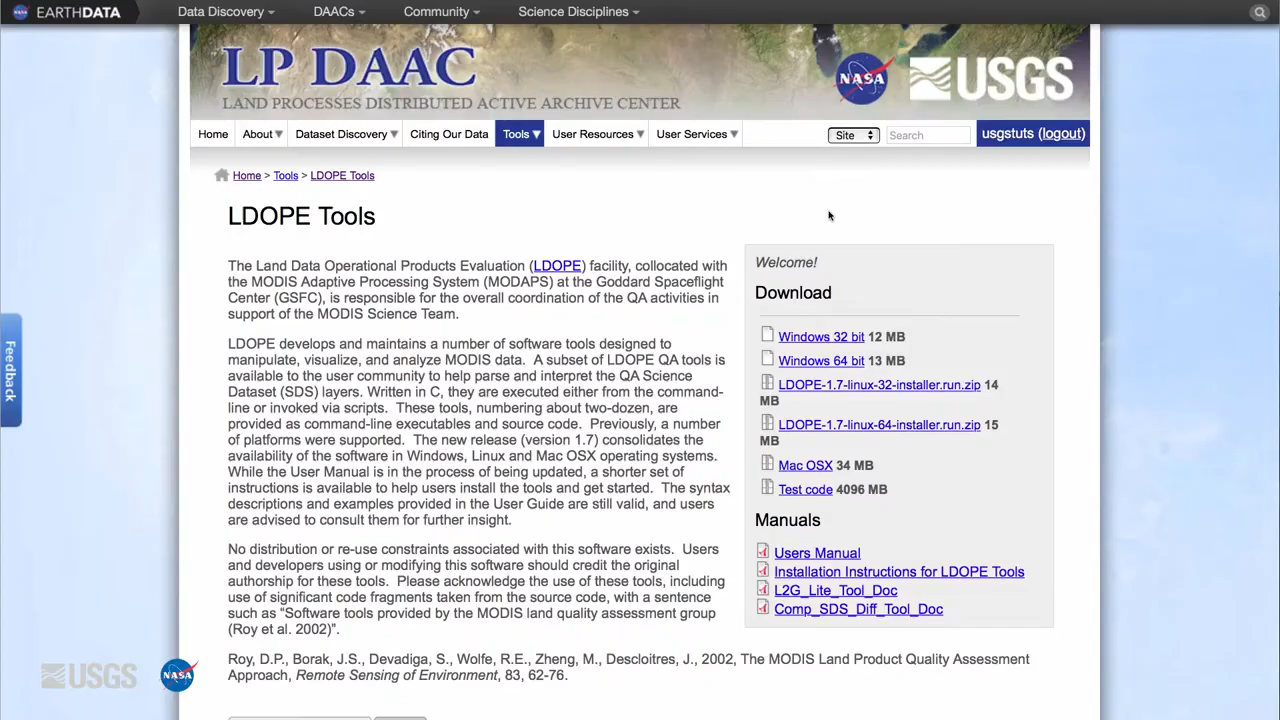 EARTHDATA Data Discovery DAACs Community Science Disciplines
LP DAAC
NASA USGS
LAND PROCESSES DISTRIBUTED ACTIVE ARCHIVE CENTER
Home About Dataset Discovery Citing Our Data Tools User Resources User Services Site Search usgstuts (logout)
Home > Tools > LDOPE Tools
LDOPE Tools
The Land Data Operational Products Evaluation (LDOPE) facility, collocated with
the MODIS Adaptive Processing System (MODAPS) at the Goddard Spaceflight
Center (GSFC), is responsible for the overall coordination of the QA activities in
support of the MODIS Science Team.
LDOPE develops and maintains a number of software tools designed to
manipulate, visualize, and analyze MODIS data. A subset of LDOPE QA tools is
available to the user community to help parse and interpret the QA Science
Dataset (SDS) layers. Written in C, they are executed either from the command-
line or invoked via scripts. These tools, numbering about two-dozen, are
provided as command-line executables and source code. Previously, a number
of platforms were supported. The new release (version 1.7) consolidates the
availability of the software in Windows, Linux and Mac OSX operating systems.
While the User Manual is in the process of being updated, a shorter set of
instructions is available to help users install the tools and get started. The syntax
descriptions and examples provided in the User Guide are still valid, and users
are advised to consult them for further insight.
No distribution or re-use constraints associated with this software exists. Users
and developers using or modifying this software should credit the original
authorship for these tools. Please acknowledge the use of these tools, including
use of significant code fragments taken from the source code, with a sentence
such as “Software tools provided by the MODIS land quality assessment group
(Roy et al. 2002)”.
Roy, D.P., Borak, J.S., Devadiga, S., Wolfe, R.E., Zheng, M., Descloitres, J., 2002, The MODIS Land Product Quality Assessment
Approach, Remote Sensing of Environment, 83, 62-76.
Welcome!
Download
Windows 32 bit 12 MB
Windows 64 bit 13 MB
LDOPE-1.7-linux-32-installer.run.zip 14
MB
LDOPE-1.7-linux-64-installer.run.zip 15
MB
Mac OSX 34 MB
Test code 4096 MB
Manuals
Users Manual
Installation Instructions for LDOPE Tools
L2G_Lite_Tool_Doc
Comp_SDS_Diff_Tool_Doc
Feedback
USGS NASA